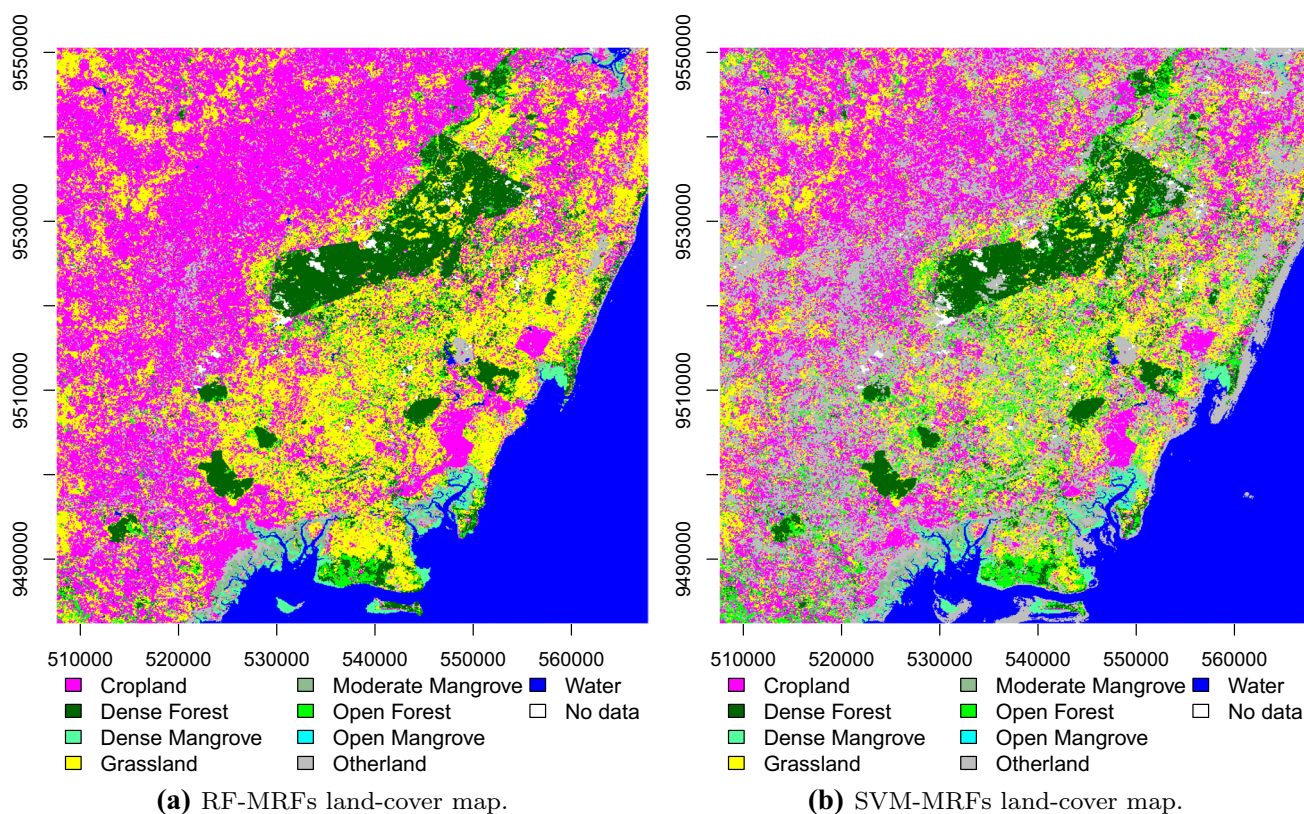 9550000
9530000
9510000
9490000
510000 520000 530000 540000 550000 560000
Cropland
Dense Forest
Dense Mangrove
Grassland
Moderate Mangrove
Open Forest
Open Mangrove
Otherland
Water
No data
(a) RF-MRFs land-cover map.
9550000
9530000
9510000
9490000
510000 520000 530000 540000 550000 560000
Cropland
Dense Forest
Dense Mangrove
Grassland
Moderate Mangrove
Open Forest
Open Mangrove
Otherland
Water
No data
(b) SVM-MRFs land-cover map.